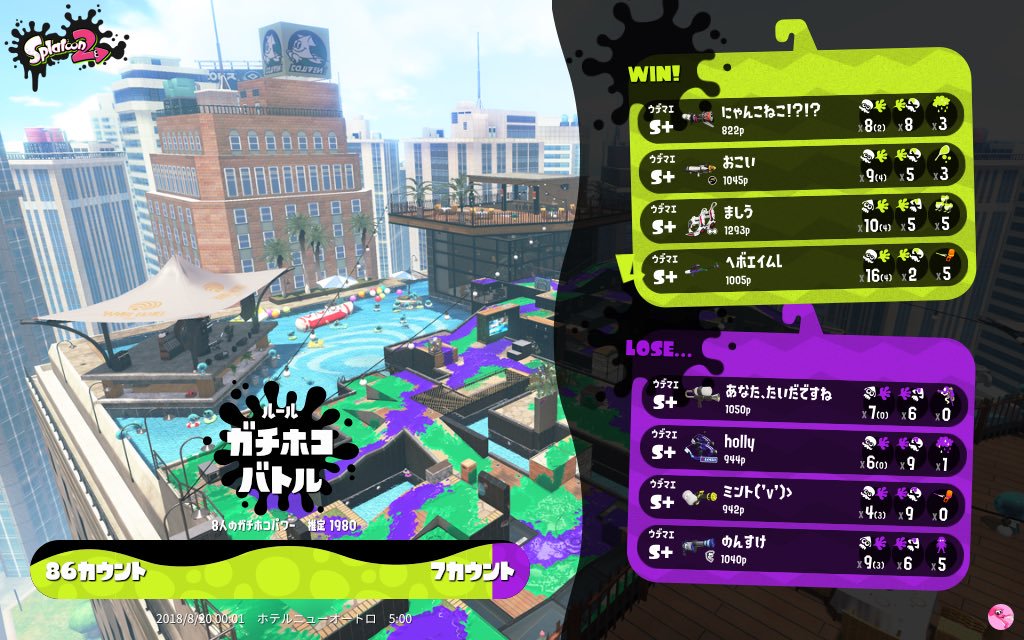 Splatoon 2
ルール
ガチホコ
バトル
8人のガチホコパワー 推定 1980
86カウント
7カウント
2018/8/20 00:01 ホテルニューオートロ 5:00
WIN!
ウデマエ
S+
にゃんこねこ!?!?
822p
x8(2) x8 x3
ウデマエ
S+
おこい
1045p
x9(4) x5 x3
ウデマエ
S+
ましう
1293p
x10(4) x5 x5
ウデマエ
S+
ヘボエイムし
1005p
x16(4) x2 x5
LOSE...
ウデマエ
S+
あなた、たいだですね
1050p
x7(0) x6 x0
ウデマエ
S+
holly
944p
x6(0) x9 x1
ウデマエ
S+
ミント('v')>
942p
x4(3) x9 x0
ウデマエ
S+
のんすけ
1040p
x9(3) x6 x5